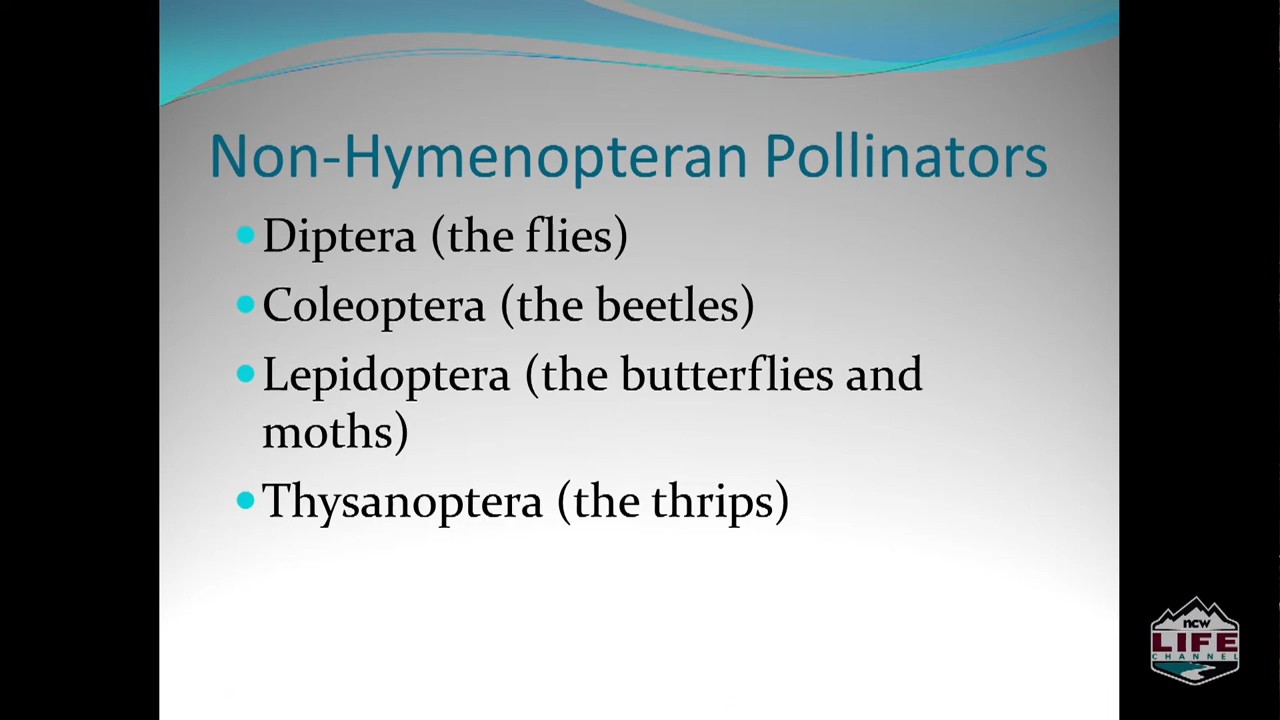 Non-Hymenopteran Pollinators
Diptera (the flies)
Coleoptera (the beetles)
Lepidoptera (the butterflies and
moths)
Thysanoptera (the thrips)
ncw
LIFE
CHANNEL